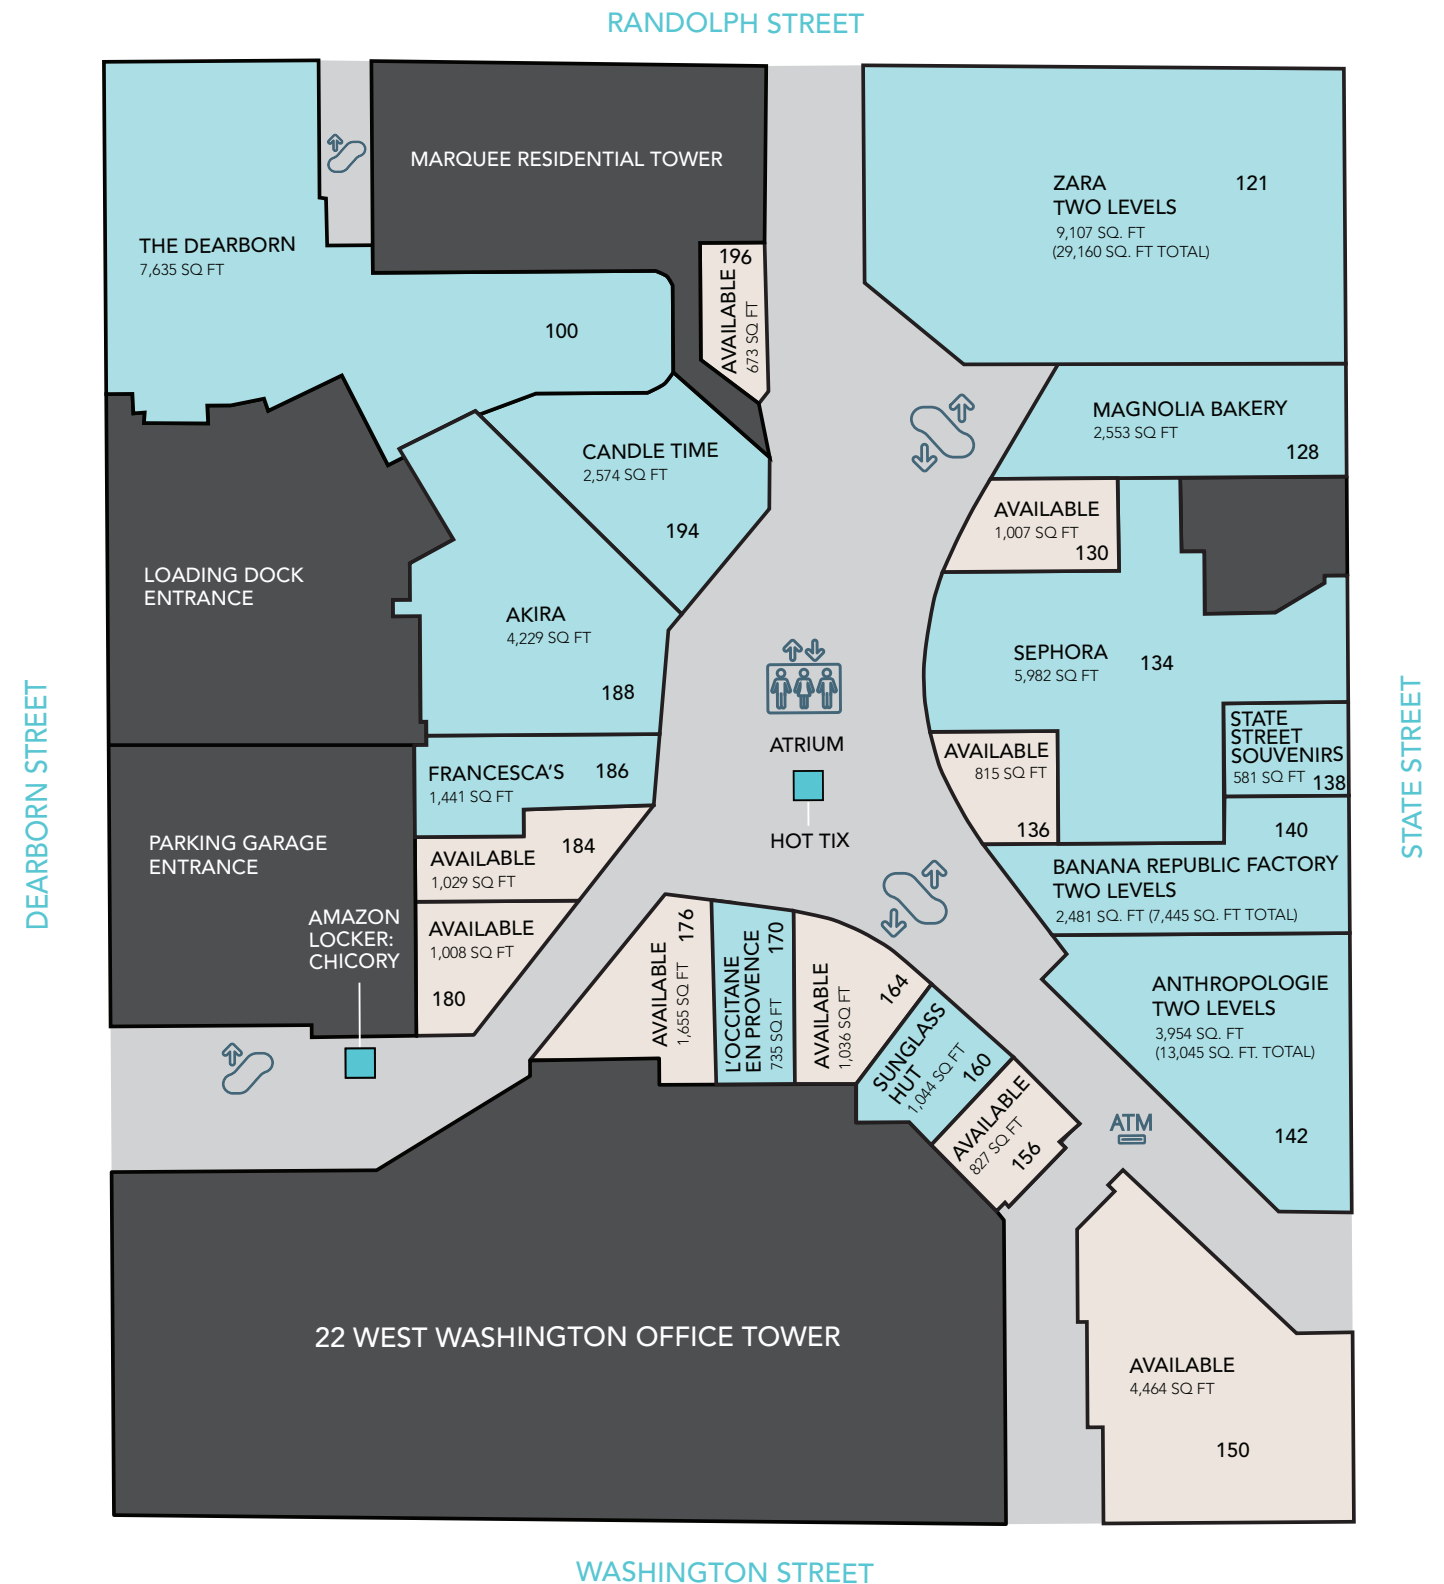 RANDOLPH STREET
MARQUEE RESIDENTIAL TOWER
ZARA
TWO LEVELS
9,107 SQ. FT
(29,160 SQ. FT TOTAL)
121
THE DEARBORN
7,635 SQ FT
100
196
AVAILABLE
673 SQ FT
MAGNOLIA BAKERY
2,553 SQ FT
128
CANDLE TIME
2,574 SQ FT
194
AVAILABLE
1,007 SQ FT
130
LOADING DOCK
ENTRANCE
AKIRA
4,229 SQ FT
188
SEPHORA
5,982 SQ FT
134
DEARBORN STREET
STATE STREET
ATRIUM
HOT TIX
STATE
STREET
SOUVENIRS
581 SQ FT
138
AVAILABLE
815 SQ FT
136
FRANCESCA'S
1,441 SQ FT
186
PARKING GARAGE
ENTRANCE
184
AVAILABLE
1,029 SQ FT
140
BANANA REPUBLIC FACTORY
TWO LEVELS
2,481 SQ. FT (7,445 SQ. FT TOTAL)
AMAZON
LOCKER:
CHICORY
AVAILABLE
1,008 SQ FT
180
176
AVAILABLE
1,655 SQ FT
170
L'OCCITANE
EN PROVENCE
735 SQ FT
AVAILABLE
1,036 SQ FT
164
SUNGLASS
HUT
1,044 SQ FT
160
AVAILABLE
827 SQ FT
156
ANTHROPOLOGIE
TWO LEVELS
3,954 SQ. FT
(13,045 SQ. FT. TOTAL)
142
ATM
22 WEST WASHINGTON OFFICE TOWER
AVAILABLE
4,464 SQ FT
150
WASHINGTON STREET